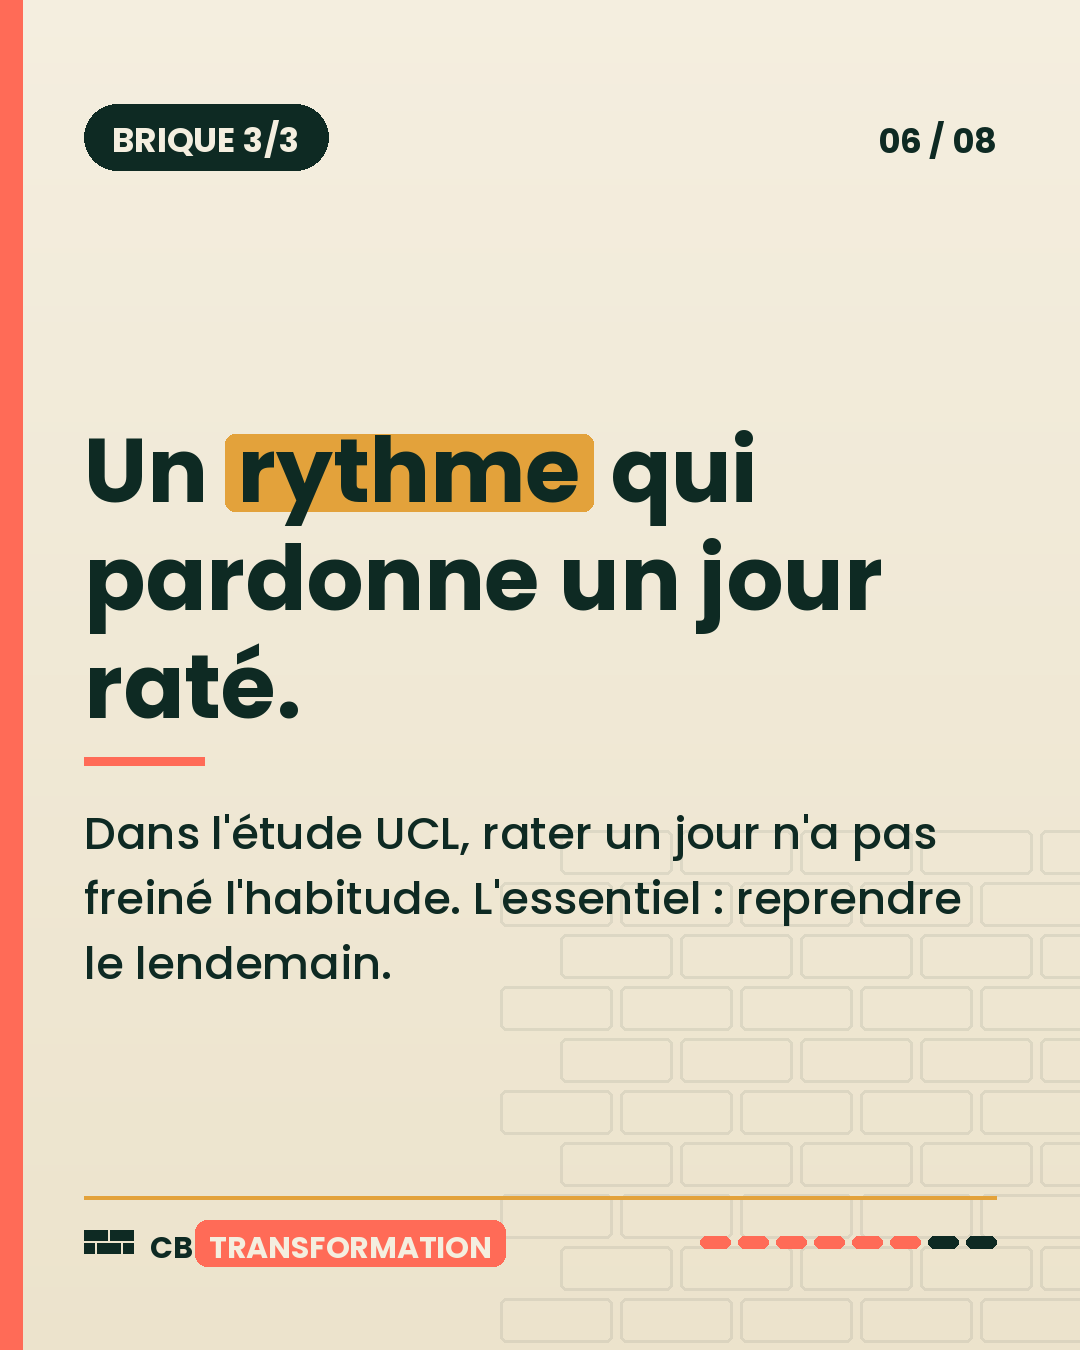 BRIQUE 3/3
06 / 08
Un rythme qui
pardonne un jour
raté.
Dans l'étude UCL, rater un jour n'a pas
freiné l'habitude. L'essentiel : reprendre
le lendemain.
CB TRANSFORMATION